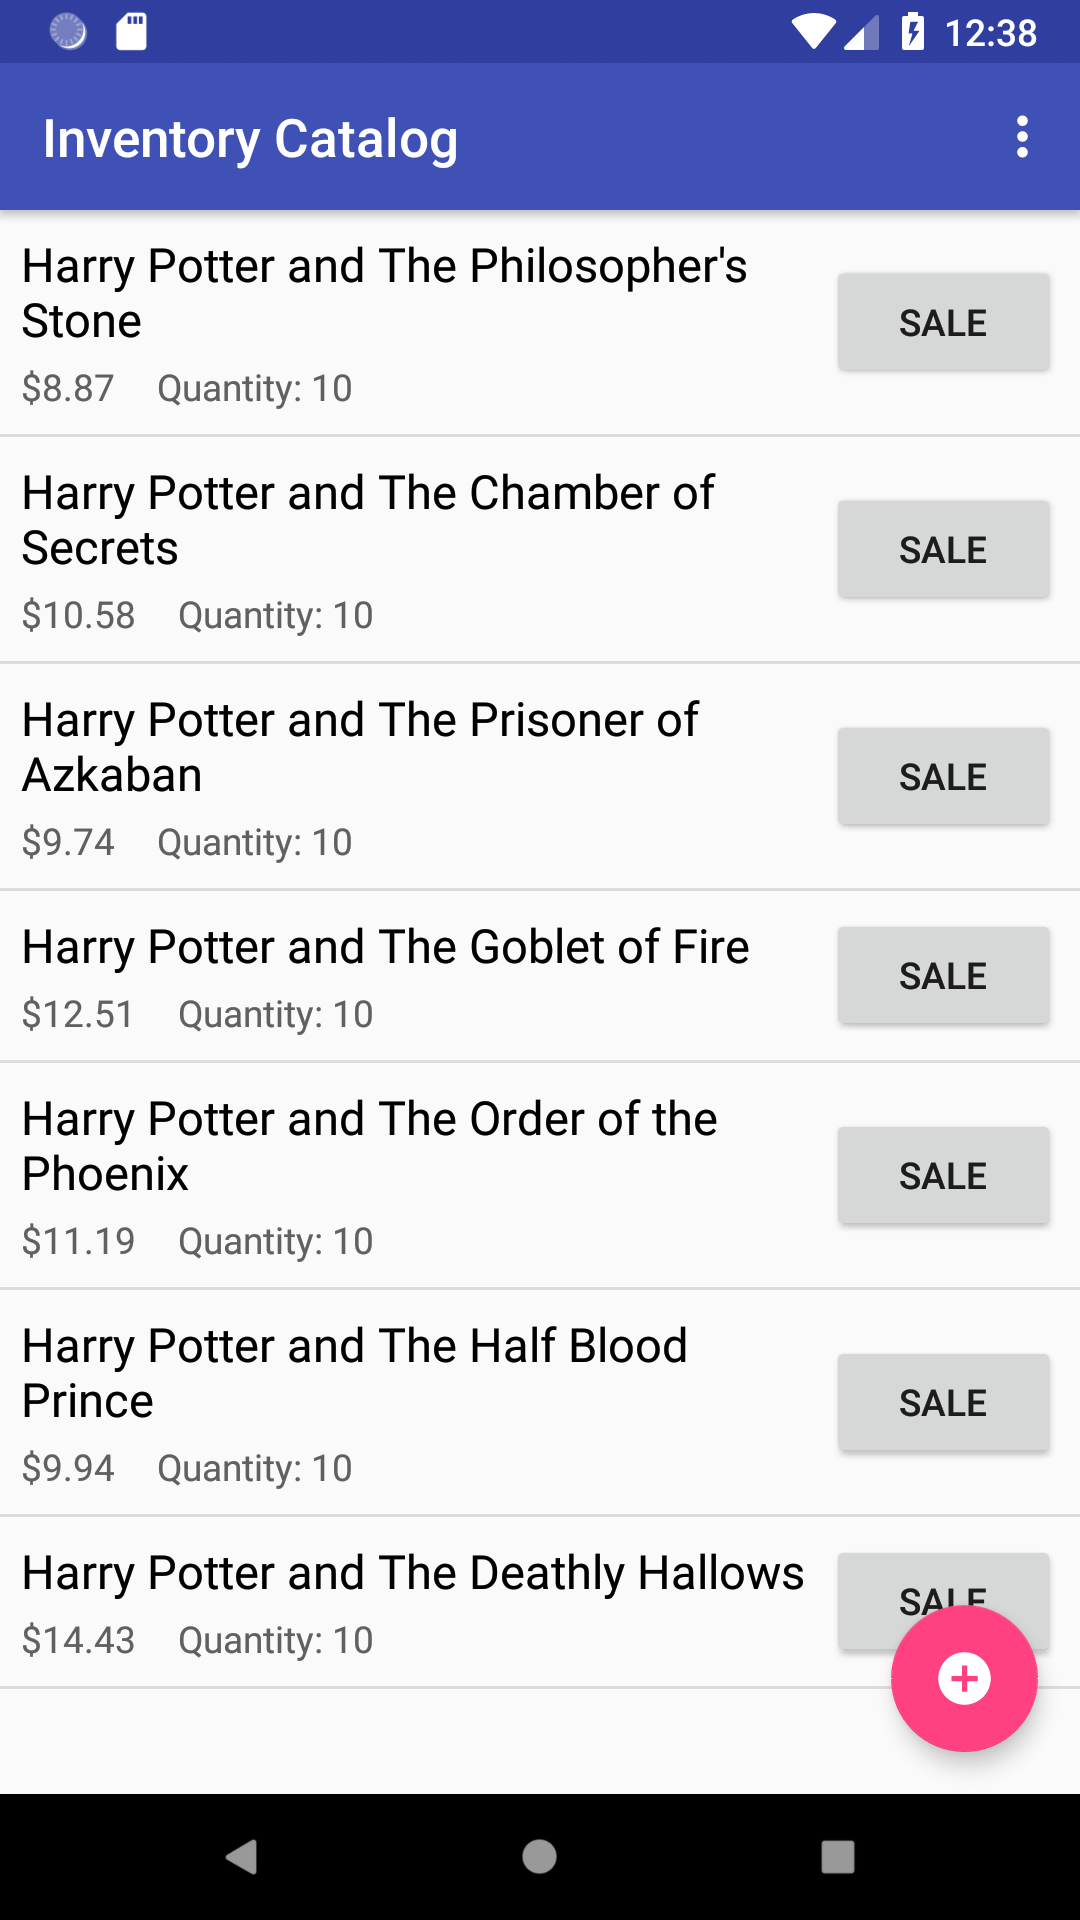 12:38
Inventory Catalog
Harry Potter and The Philosopher's
Stone
SALE
$8.87 Quantity: 10
Harry Potter and The Chamber of
Secrets
SALE
$10.58 Quantity: 10
Harry Potter and The Prisoner of
Azkaban
SALE
$9.74 Quantity: 10
Harry Potter and The Goblet of Fire
SALE
$12.51 Quantity: 10
Harry Potter and The Order of the
Phoenix
SALE
$11.19 Quantity: 10
Harry Potter and The Half Blood
Prince
SALE
$9.94 Quantity: 10
Harry Potter and The Deathly Hallows
SALE
$14.43 Quantity: 10